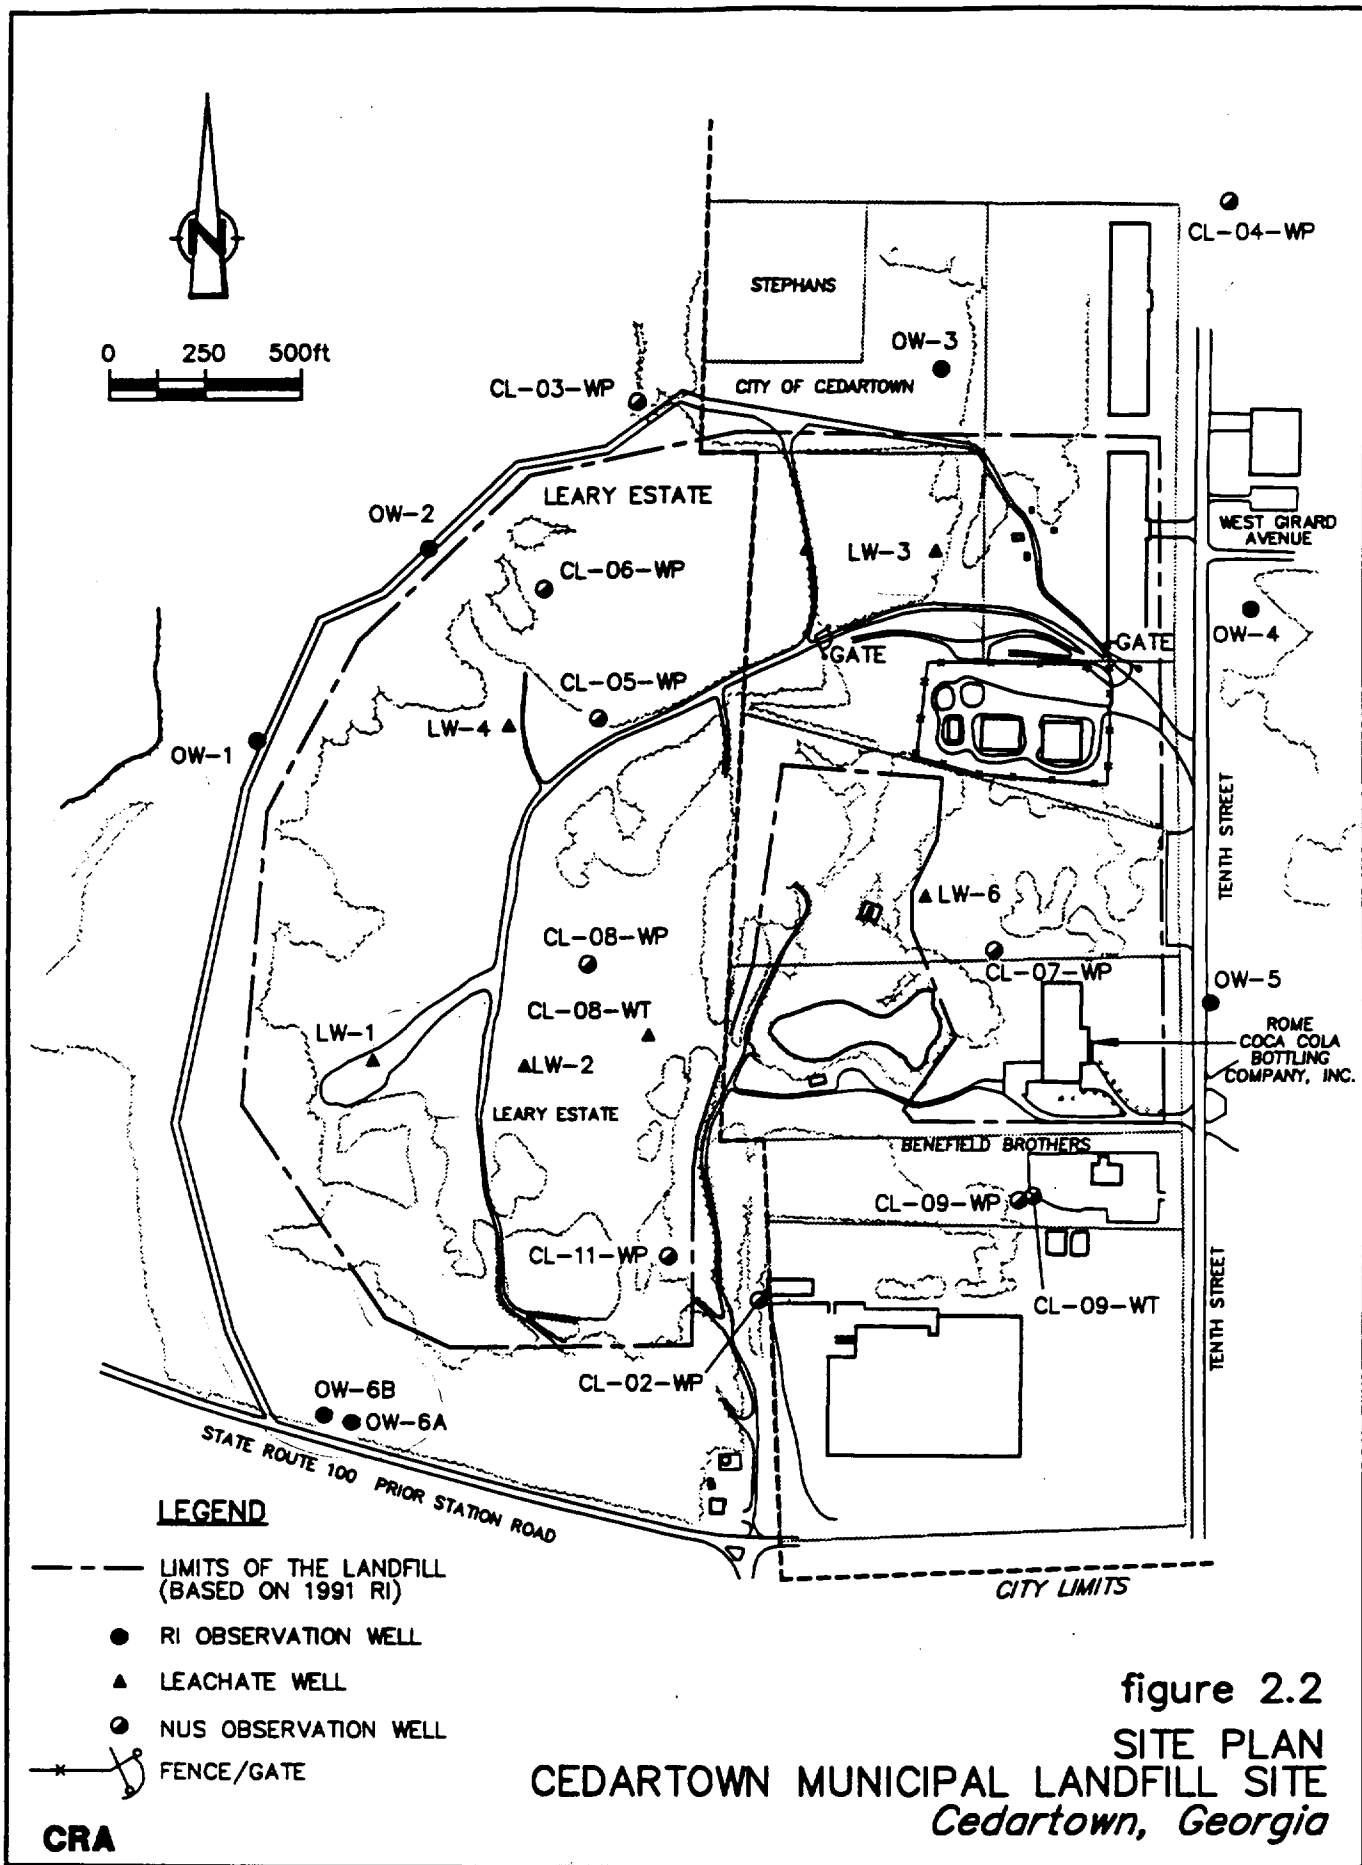 CL-04-WP
N
STEPHANS
0 250 500ft
OW-3
CL-03-WP
CITY OF CEDARTOWN
LEARY ESTATE
OW-2
WEST GIRARD
AVENUE
LW-3
CL-06-WP
OW-4
GATE
GATE
CL-05-WP
LW-4
OW-1
TENTH STREET
LW-6
CL-08-WP
CL-07-WP
OW-5
CL-08-WT
LW-1
ROME
COCA COLA
BOTTLING
COMPANY, INC.
LW-2
LEARY ESTATE
BENEFIELD BROTHERS
CL-09-WP
CL-11-WP
CL-09-WT
TENTH STREET
CL-02-WP
OW-6B
OW-6A
STATE ROUTE 100 PRIOR STATION ROAD
CITY LIMITS
LEGEND
LIMITS OF THE LANDFILL
(BASED ON 1991 RI)
RI OBSERVATION WELL
LEACHATE WELL
NUS OBSERVATION WELL
FENCE/GATE
figure 2.2
SITE PLAN
CEDARTOWN MUNICIPAL LANDFILL SITE
Cedartown, Georgia
CRA